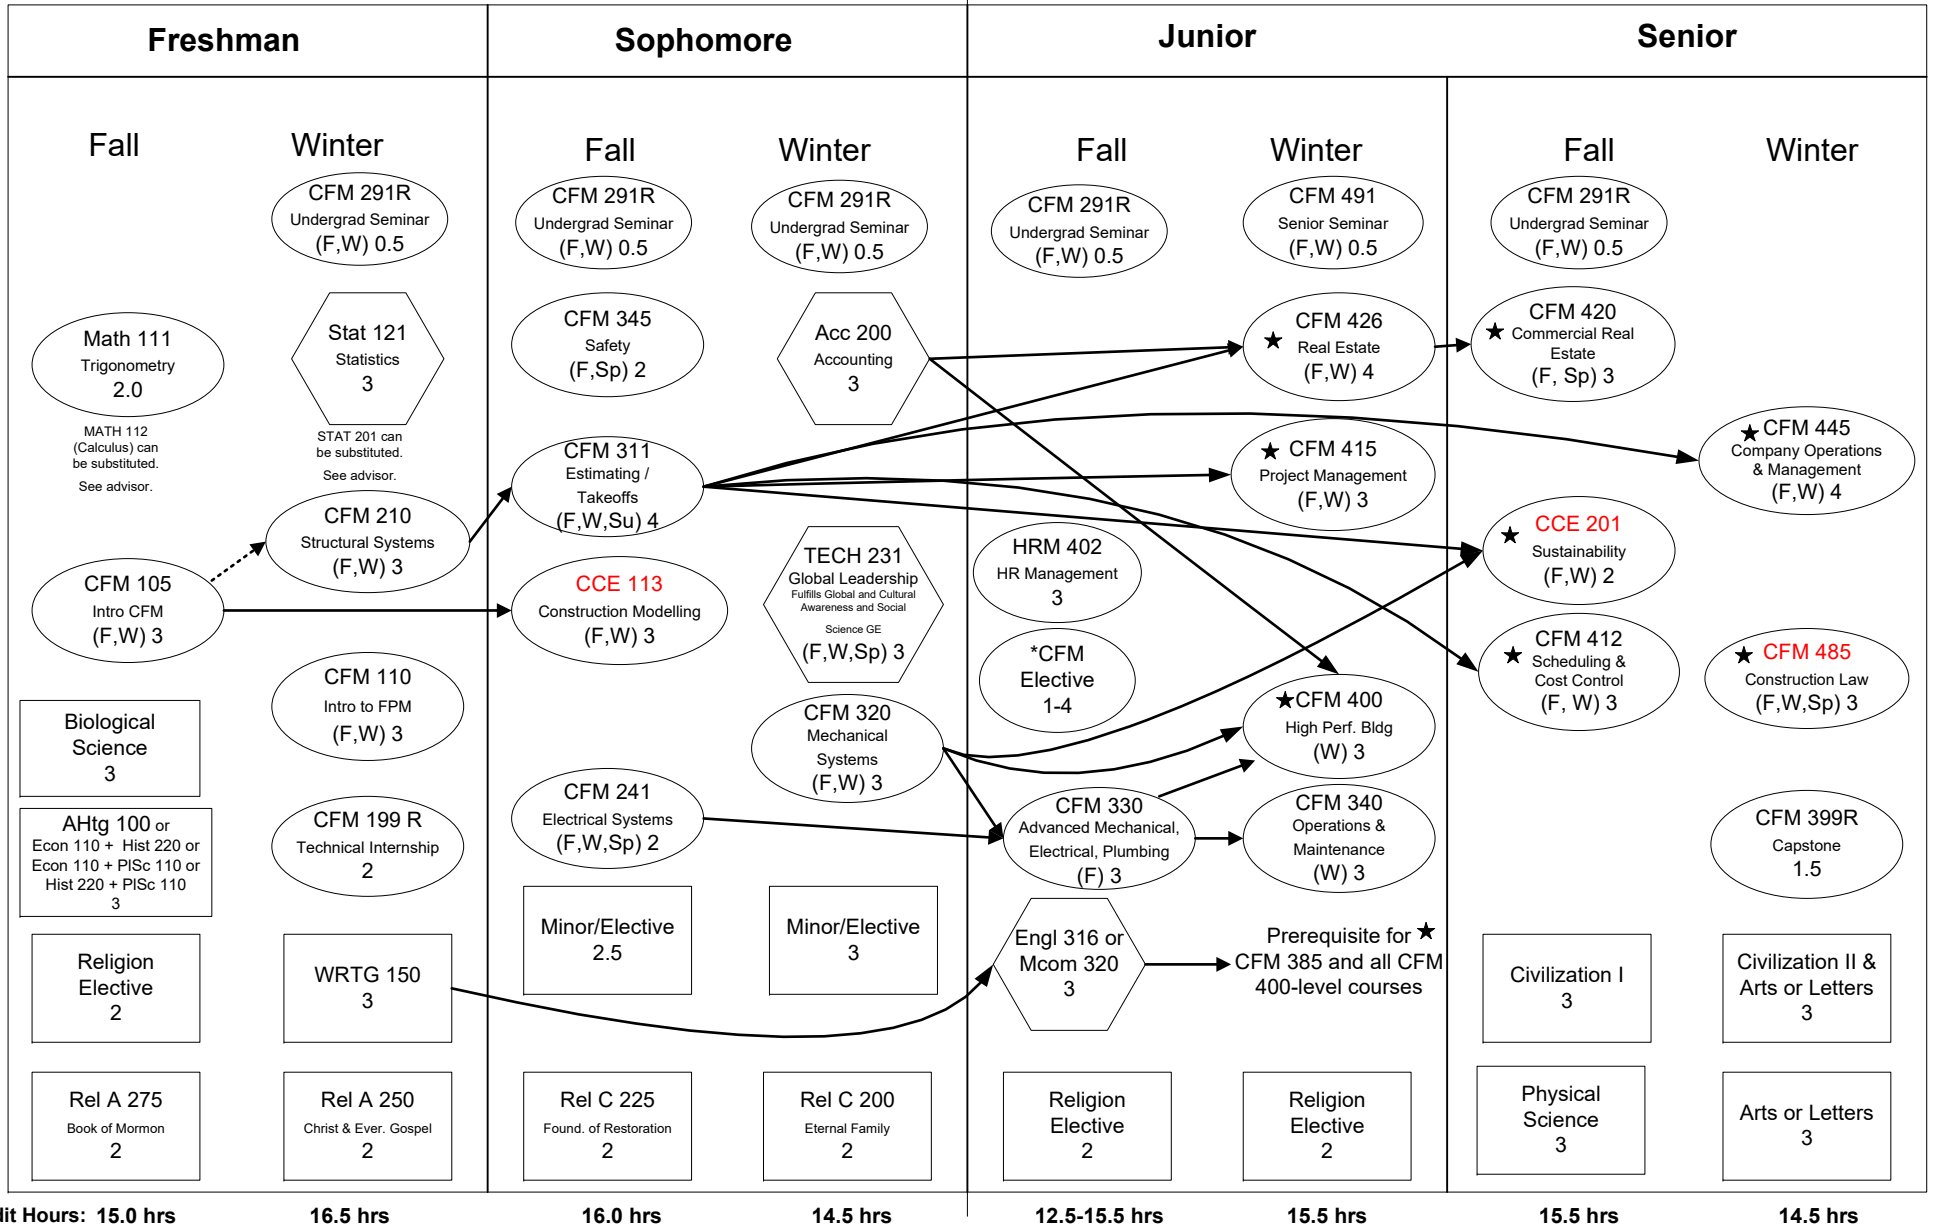 Freshman
Sophomore
Junior
Senior
Fall
Winter
Fall
Winter
Fall
Winter
Fall
Winter
Math 111
Trigonometry
2.0
MATH 112
(Calculus) can
be substituted.
See advisor.
CFM 105
Intro CFM
(F,W) 3
Biological
Science
3
AHtg 100 or
Econ 110 + Hist 220 or
Econ 110 + PlSc 110 or
Hist 220 + PlSc 110
3
Religion
Elective
2
Rel A 275
Book of Mormon
2
CFM 291R
Undergrad Seminar
(F,W) 0.5
Stat 121
Statistics
3
STAT 201 can
be substituted.
See advisor.
CFM 210
Structural Systems
(F,W) 3
CFM 110
Intro to FPM
(F,W) 3
CFM 199 R
Technical Internship
2
WRTG 150
3
Rel A 250
Christ & Ever. Gospel
2
CFM 291R
Undergrad Seminar
(F,W) 0.5
CFM 345
Safety
(F,Sp) 2
CFM 311
Estimating /
Takeoffs
(F,W,Su) 4
CCE 113
Construction Modelling
(F,W) 3
CFM 241
Electrical Systems
(F,W,Sp) 2
Minor/Elective
2.5
Rel C 225
Found. of Restoration
2
CFM 291R
Undergrad Seminar
(F,W) 0.5
Acc 200
Accounting
3
TECH 231
Global Leadership
Fulfills Global and Cultural
Awareness and Social
Science GE
(F,W,Sp) 3
CFM 320
Mechanical
Systems
(F,W) 3
Minor/Elective
3
Rel C 200
Eternal Family
2
CFM 291R
Undergrad Seminar
(F,W) 0.5
HRM 402
HR Management
3
*CFM
Elective
1-4
CFM 330
Advanced Mechanical,
Electrical, Plumbing
(F) 3
Engl 316 or
Mcom 320
3
Religion
Elective
2
CFM 491
Senior Seminar
(F,W) 0.5
★ CFM 426
Real Estate
(F,W) 4
★ CFM 415
Project Management
(F,W) 3
★CFM 400
High Perf. Bldg
(W) 3
CFM 340
Operations &
Maintenance
(W) 3
Prerequisite for ★
CFM 385 and all CFM
400-level courses
Religion
Elective
2
CFM 291R
Undergrad Seminar
(F,W) 0.5
★ CFM 420
Commercial Real
Estate
(F, Sp) 3
★ CCE 201
Sustainability
(F,W) 2
★ CFM 412
Scheduling &
Cost Control
(F, W) 3
Civilization I
3
Physical
Science
3
★ CFM 445
Company Operations
& Management
(F,W) 4
★ CFM 485
Construction Law
(F,W,Sp) 3
CFM 399R
Capstone
1.5
Civilization II &
Arts or Letters
3
Arts or Letters
3
Hours: 15.0 hrs
16.5 hrs
16.0 hrs
14.5 hrs
12.5-15.5 hrs
15.5 hrs
15.5 hrs
14.5 hrs